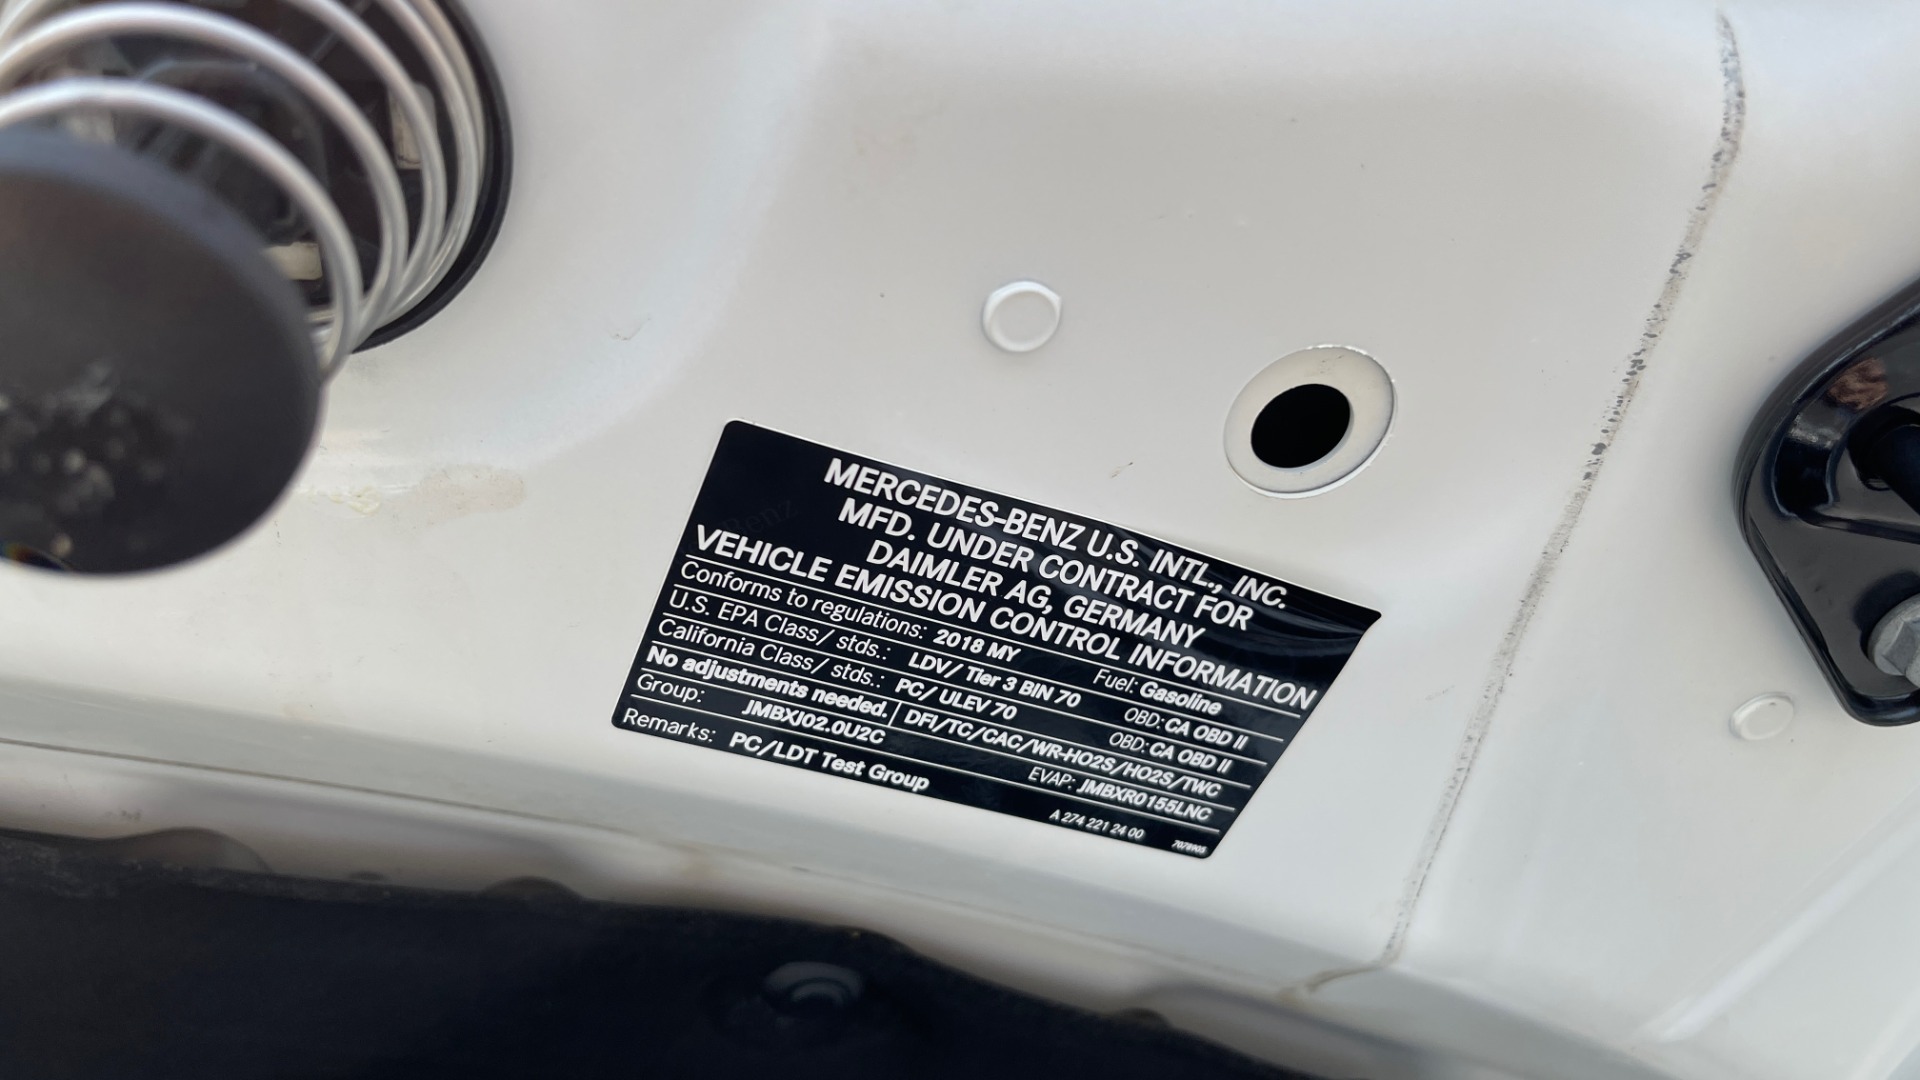 MERCEDES-BENZ U.S. INTL., INC.
MFD. UNDER CONTRACT FOR
DAIMLER AG, GERMANY
VEHICLE EMISSION CONTROL INFORMATION
Conforms to regulations: 2018 MY Fuel: Gasoline
U.S. EPA Class/ stds.: LDV/ Tier 3 BIN 70 OBD: CA OBD II
California Class/ stds.: PC/ ULEV 70 OBD: CA OBD II
No adjustments needed. DFI/TC/CAC/WR-HO2S/HO2S/TWC
Group: JMBXJ02.0U2C EVAP: JMBXR0155LNC
Remarks: PC/LDT Test Group
A 274 221 24 00